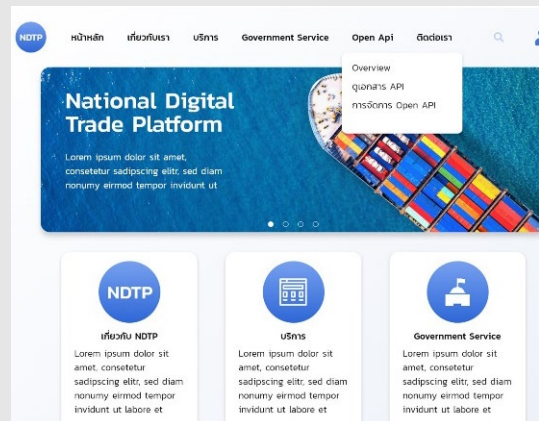 NDTP
หน้าหลัก เกี่ยวกับเรา บริการ Government Service Open Api ติดต่อเรา
Overview
ดูเอกสาร API
การจัดการ Open API
National Digital
Trade Platform
Lorem ipsum dolor sit amet,
consetetur sadipscing elitr, sed diam
nonumy eirmod tempor invidunt ut
NDTP
เกี่ยวกับ NDTP
Lorem ipsum dolor sit
amet, consetetur
sadipscing elitr, sed diam
nonumy eirmod tempor
invidunt ut labore et
บริการ
Lorem ipsum dolor sit
amet, consetetur
sadipscing elitr, sed diam
nonumy eirmod tempor
invidunt ut labore et
Government Service
Lorem ipsum dolor sit
amet, consetetur
sadipscing elitr, sed diam
nonumy eirmod tempor
invidunt ut labore et